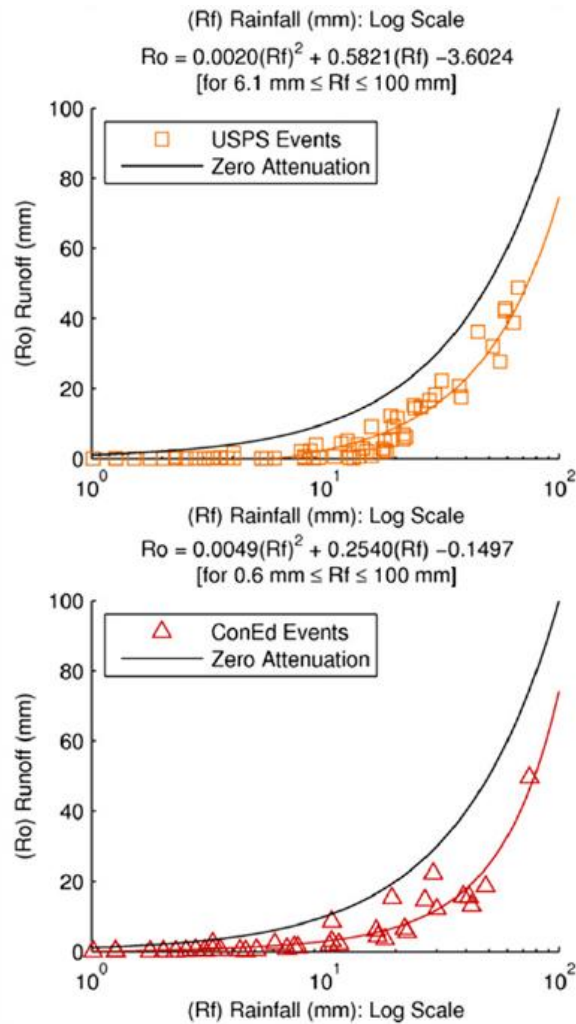 (Rf) Rainfall (mm): Log Scale
Ro = 0.0020(Rf)² + 0.5821(Rf) −3.6024
[for 6.1 mm ≤ Rf ≤ 100 mm]
100
80
60
40
20
0
(Ro) Runoff (mm)
USPS Events
Zero Attenuation
10⁰
10¹
10²
(Rf) Rainfall (mm): Log Scale
Ro = 0.0049(Rf)² + 0.2540(Rf) −0.1497
[for 0.6 mm ≤ Rf ≤ 100 mm]
100
80
60
40
20
0
(Ro) Runoff (mm)
ConEd Events
Zero Attenuation
10⁰
10¹
10²
(Rf) Rainfall (mm): Log Scale